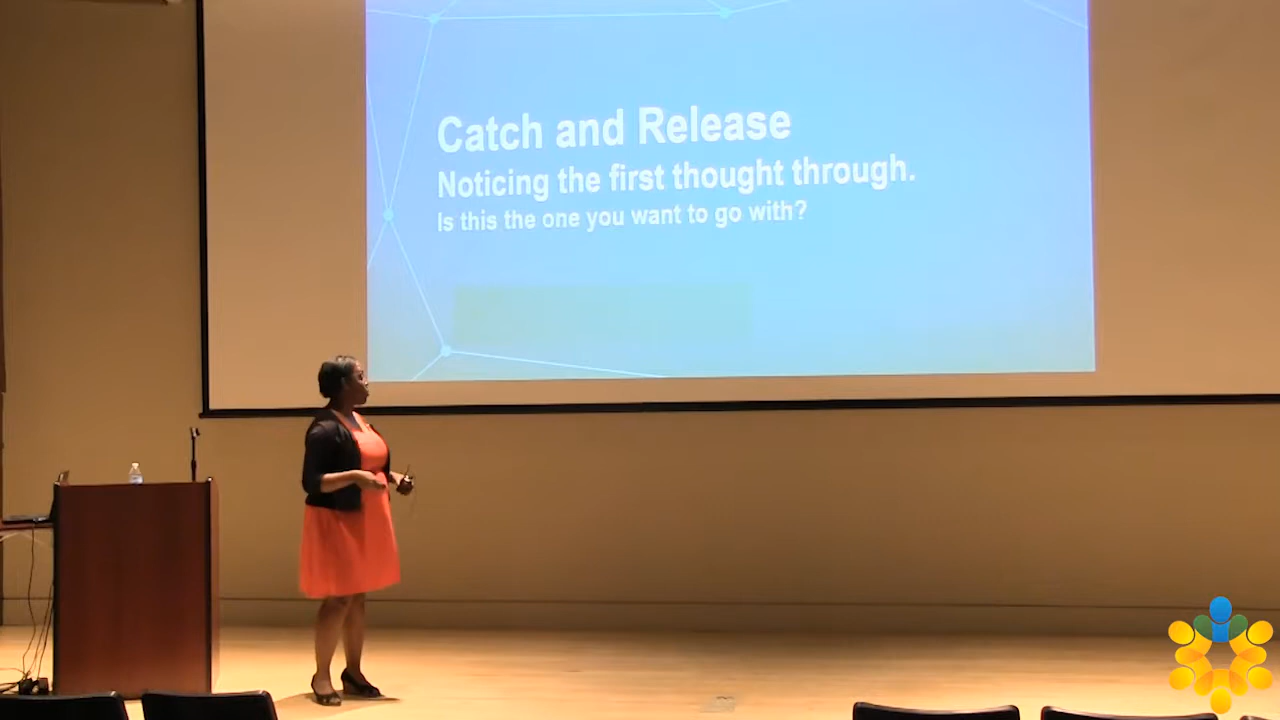 Catch and Release
Noticing the first thought through.
Is this the one you want to go with?